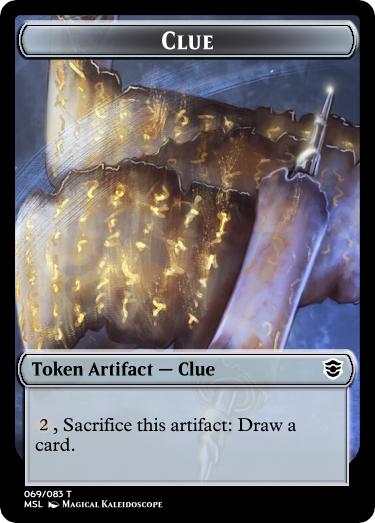 CLUE
Token Artifact — Clue
2, Sacrifice this artifact: Draw a
card.
069/083 T
MSL Magical Kaleidoscope